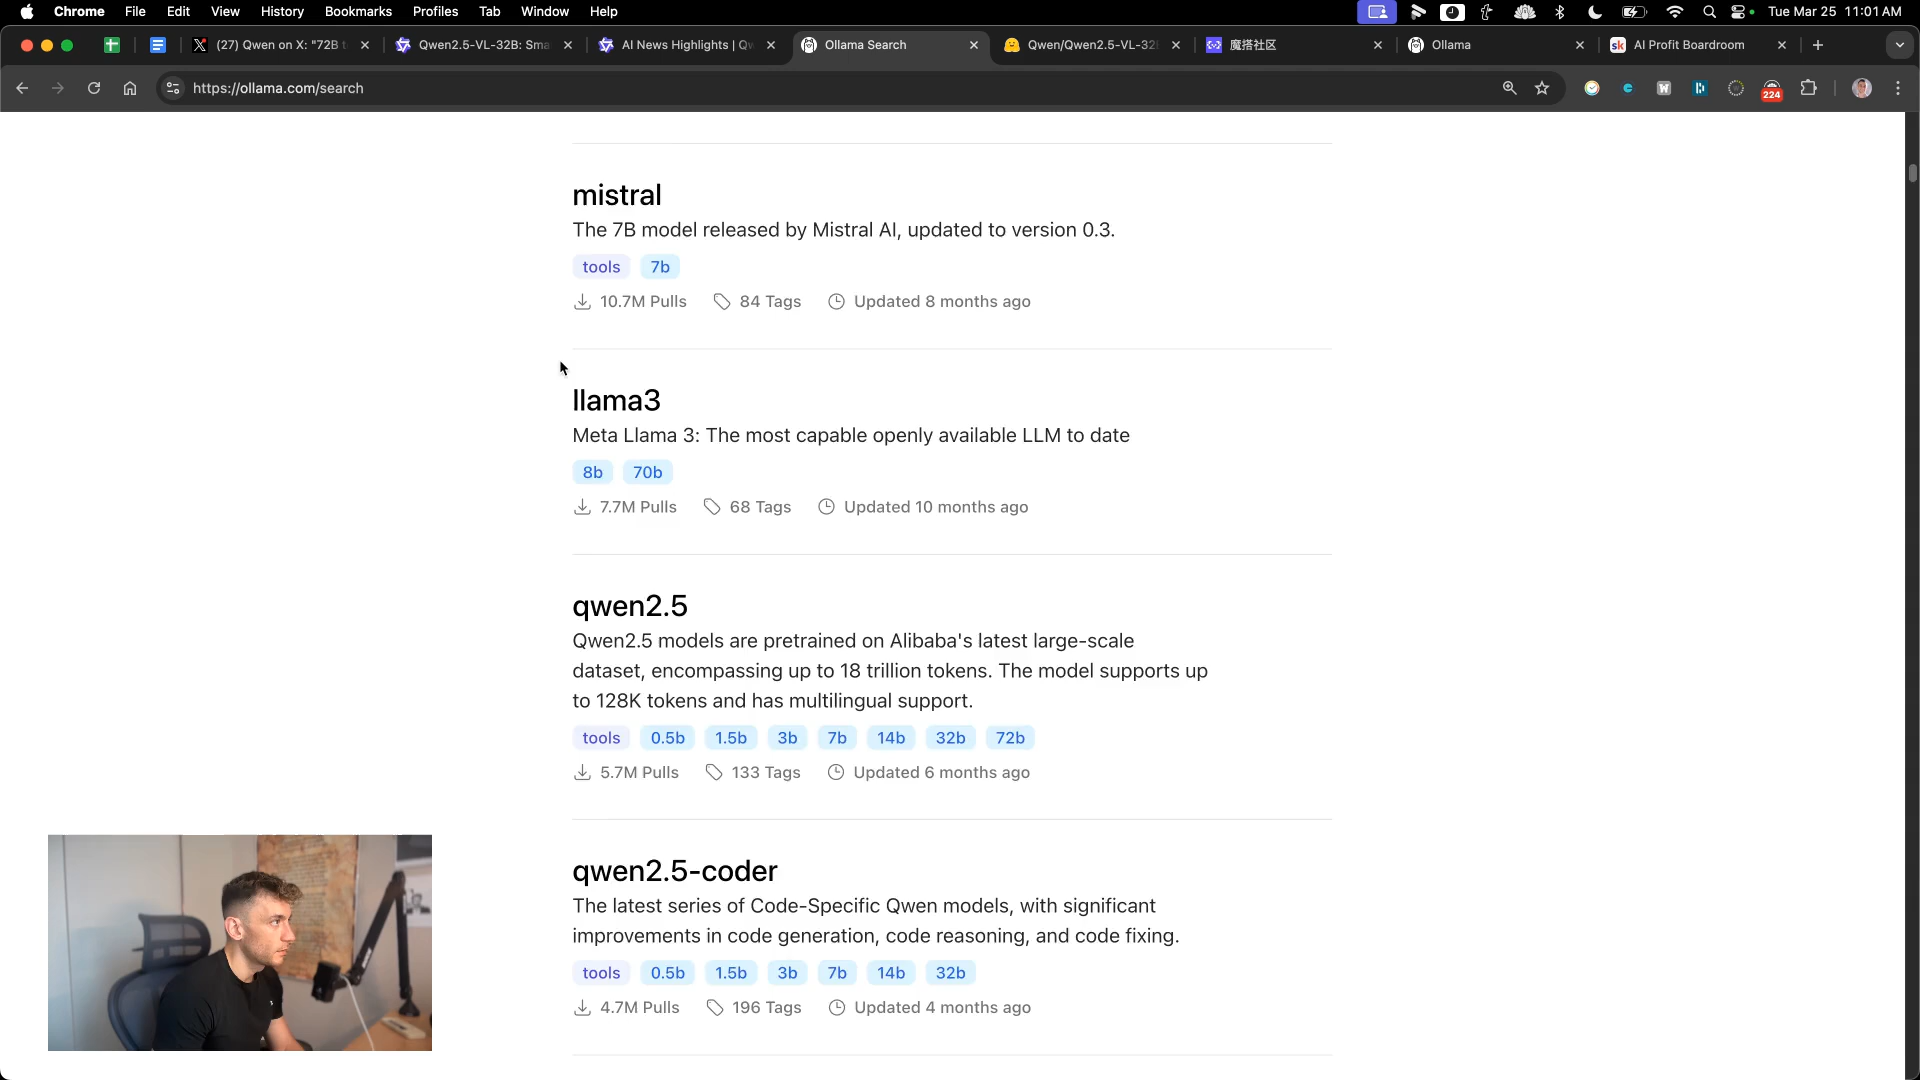 Chrome File Edit View History Bookmarks Profiles Tab Window Help Tue Mar 25 11:01 AM
(27) Qwen on X: "72B t Qwen2.5-VL-32B: Sma AI News Highlights | Qw Ollama Search Qwen/Qwen2.5-VL-32 魔搭社区 Ollama sk AI Profit Boardroom
https://ollama.com/search W 224
mistral
The 7B model released by Mistral AI, updated to version 0.3.
tools 7b
10.7M Pulls 84 Tags Updated 8 months ago
llama3
Meta Llama 3: The most capable openly available LLM to date
8b 70b
7.7M Pulls 68 Tags Updated 10 months ago
qwen2.5
Qwen2.5 models are pretrained on Alibaba's latest large-scale
dataset, encompassing up to 18 trillion tokens. The model supports up
to 128K tokens and has multilingual support.
tools 0.5b 1.5b 3b 7b 14b 32b 72b
5.7M Pulls 133 Tags Updated 6 months ago
qwen2.5-coder
The latest series of Code-Specific Qwen models, with significant
improvements in code generation, code reasoning, and code fixing.
tools 0.5b 1.5b 3b 7b 14b 32b
4.7M Pulls 196 Tags Updated 4 months ago